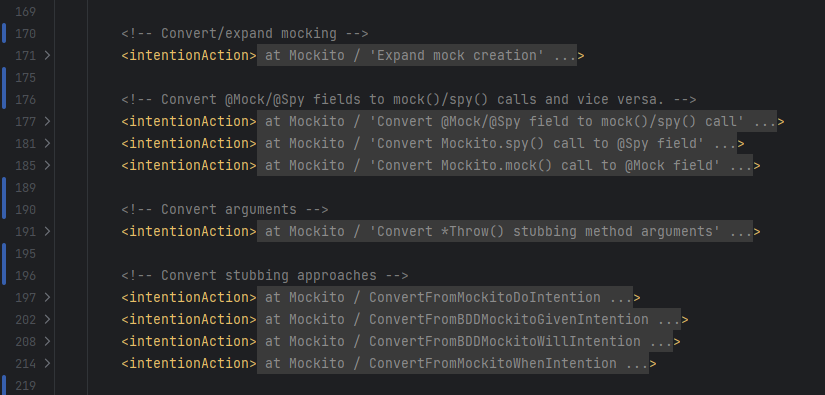 169
170 <!-- Convert/expand mocking -->
171 <intentionAction> at Mockito / 'Expand mock creation' ...>
175
176 <!-- Convert @Mock/@Spy fields to mock()/spy() calls and vice versa. -->
177 <intentionAction> at Mockito / 'Convert @Mock/@Spy field to mock()/spy() call' ...>
181 <intentionAction> at Mockito / 'Convert Mockito.spy() call to @Spy field' ...>
185 <intentionAction> at Mockito / 'Convert Mockito.mock() call to @Mock field' ...>
189
190 <!-- Convert arguments -->
191 <intentionAction> at Mockito / 'Convert *Throw() stubbing method arguments' ...>
195
196 <!-- Convert stubbing approaches -->
197 <intentionAction> at Mockito / ConvertFromMockitoDoIntention ...>
202 <intentionAction> at Mockito / ConvertFromBDDMockitoGivenIntention ...>
208 <intentionAction> at Mockito / ConvertFromBDDMockitoWillIntention ...>
214 <intentionAction> at Mockito / ConvertFromMockitoWhenIntention ...>
219